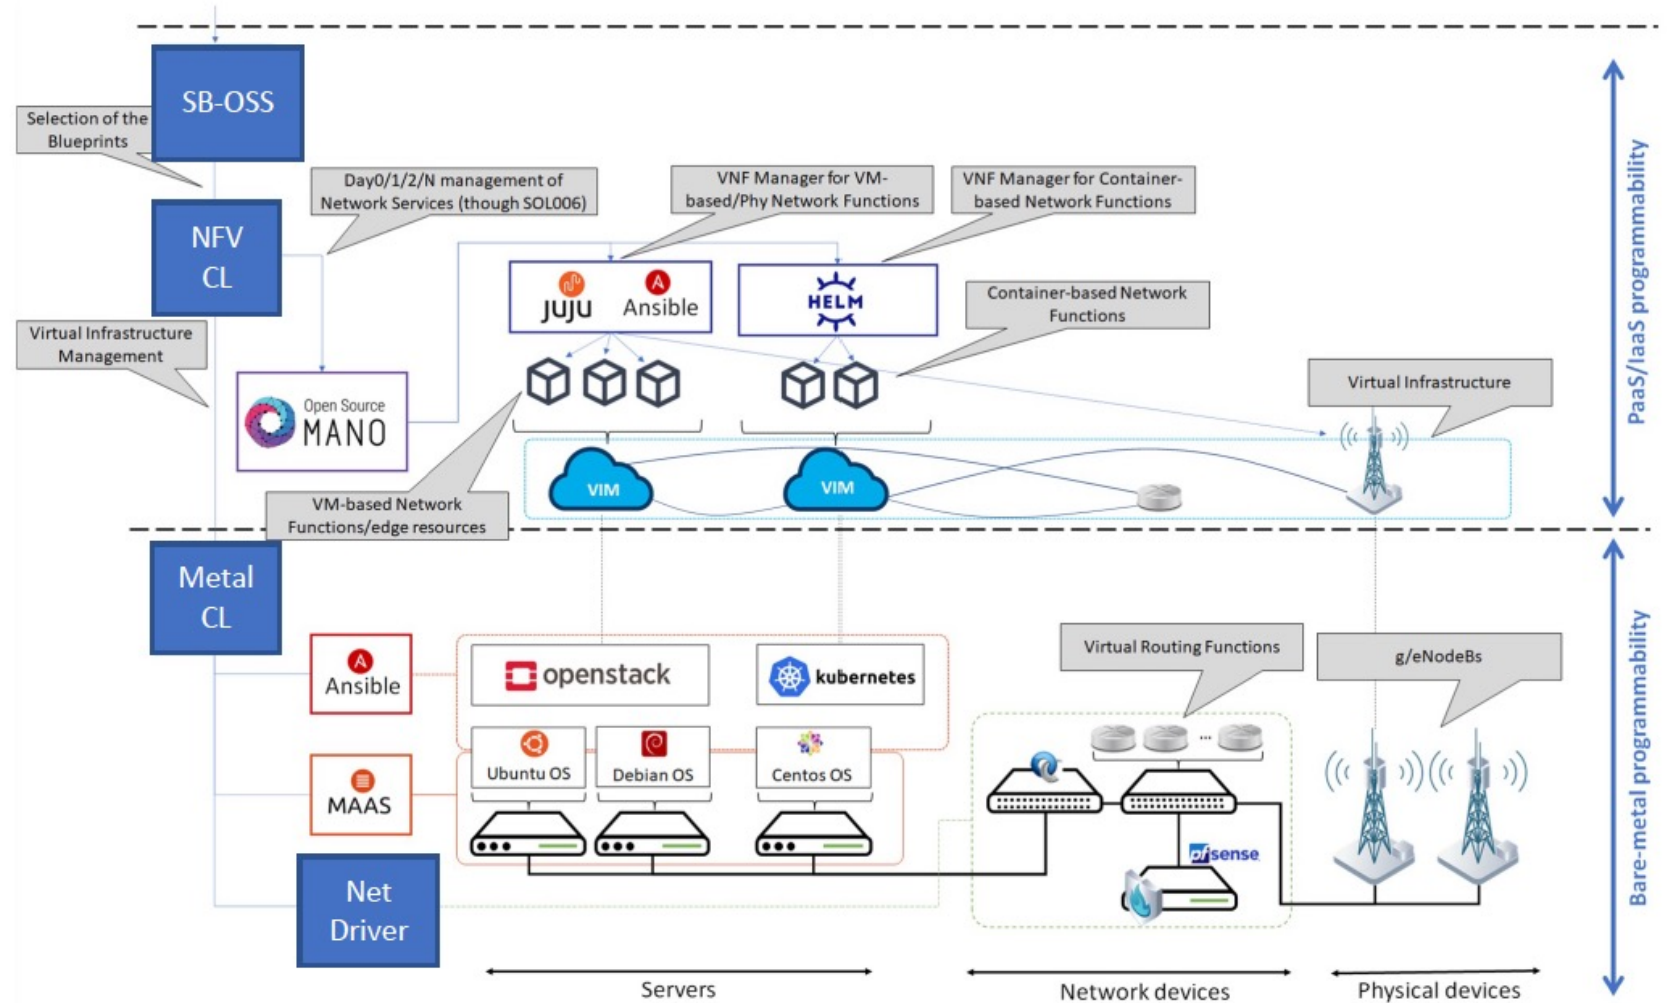 SB-OSS
Selection of the
Blueprints
Day0/1/2/N management of
Network Services (though SOL006)
VNF Manager for VM-
based/Phy Network Functions
VNF Manager for Container-
based Network Functions
NFV
CL
JUJU
Ansible
HELM
Container-based Network
Functions
Virtual Infrastructure
Management
Open Source
MANO
Virtual Infrastructure
VIM
VIM
VM-based Network
Functions/edge resources
PaaS/IaaS programmability
Metal
CL
Ansible
openstack
kubernetes
Virtual Routing Functions
g/eNodeBs
Ubuntu OS
Debian OS
Centos OS
...
MAAS
pfsense
Net
Driver
Bare-metal programmability
Servers
Network devices
Physical devices